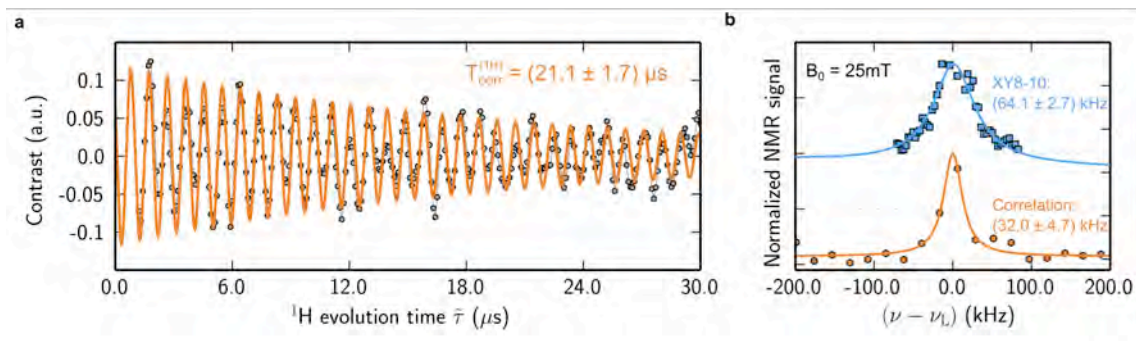 a
Contrast (a.u.)
0.1
0.05
0.0
-0.05
-0.1
T_corr^(1H) = (21.1 ± 1.7) μs
0.0 6.0 12.0 18.0 24.0 30.0
¹H evolution time τ̃ (μs)
b
Normalized NMR signal
B₀ = 25mT
XY8-10:
(64.1 ± 2.7) kHz
Correlation:
(32.0 ± 4.7) kHz
-200.0 -100.0 0.0 100.0 200.0
(ν − ν_L) (kHz)